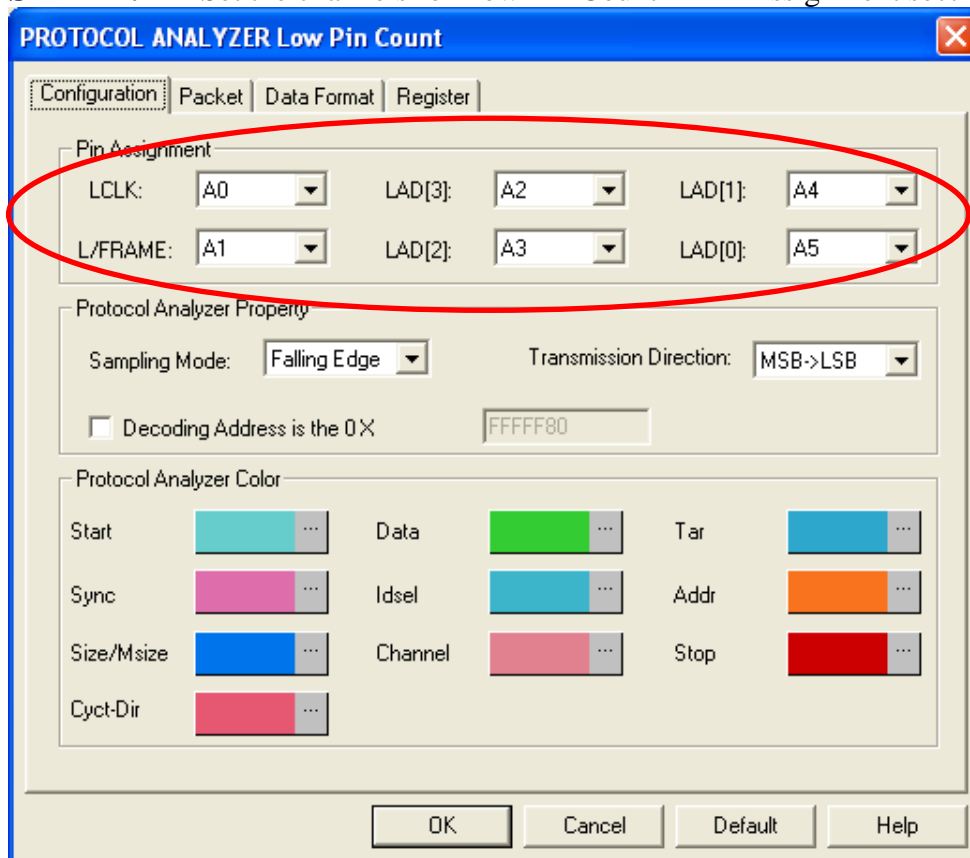 PROTOCOL ANALYZER Low Pin Count
Configuration Packet Data Format Register
Pin Assignment
LCLK: A0 LAD[3]: A2 LAD[1]: A4
L/FRAME: A1 LAD[2]: A3 LAD[0]: A5
Protocol Analyzer Property
Sampling Mode: Falling Edge Transmission Direction: MSB->LSB
Decoding Address is the 0X FFFFF80
Protocol Analyzer Color
Start ... Data ... Tar ...
Sync ... Idsel ... Addr ...
Size/Msize ... Channel ... Stop ...
Cyct-Dir ...
OK Cancel Default Help